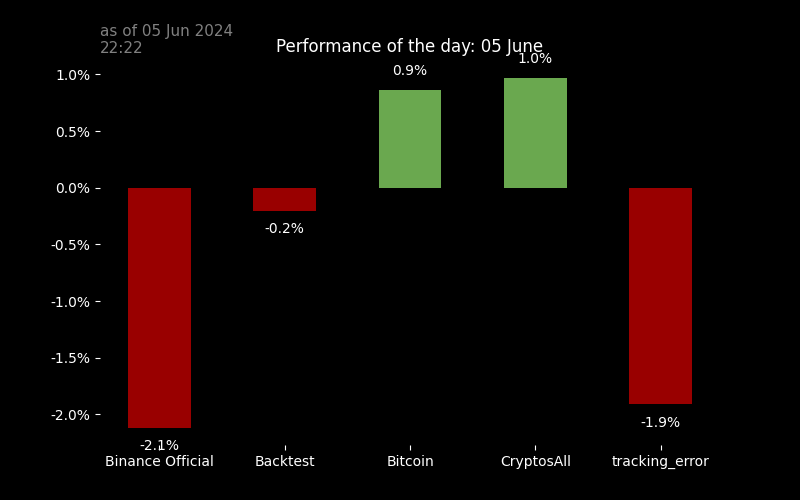 as of 05 Jun 2024
22:22
Performance of the day: 05 June
1.0%
0.5%
0.0%
-0.5%
-1.0%
-1.5%
-2.0%
-2.1%
-0.2%
0.9%
1.0%
-1.9%
Binance Official
Backtest
Bitcoin
CryptosAll
tracking_error